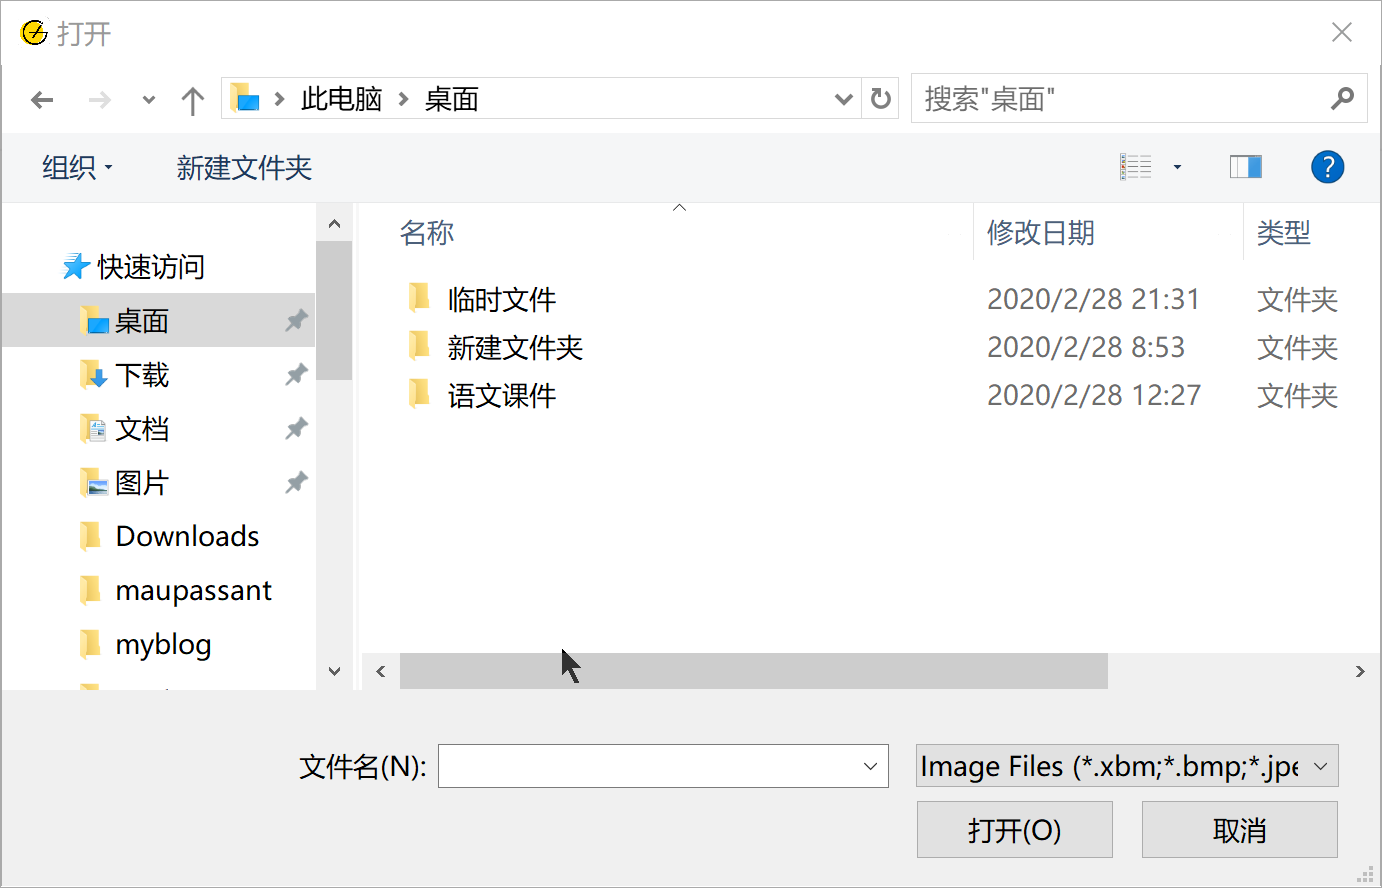 打开
此电脑 桌面
搜索"桌面"
组织 新建文件夹
名称 修改日期 类型
快速访问
桌面
下载
文档
图片
Downloads
maupassant
myblog
临时文件 2020/2/28 21:31 文件夹
新建文件夹 2020/2/28 8:53 文件夹
语文课件 2020/2/28 12:27 文件夹
文件名(N): Image Files (*.xbm;*.bmp;*.jpe
打开(O) 取消